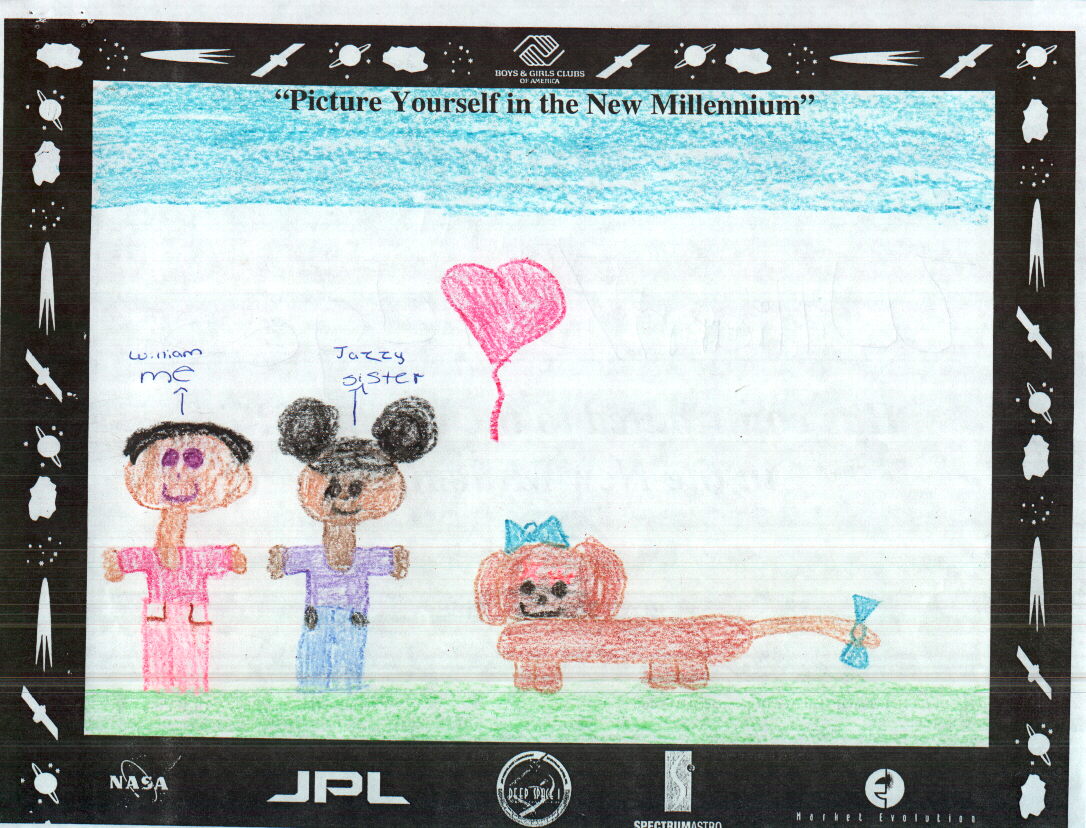 BOYS & GIRLS CLUBS
OF AMERICA
“Picture Yourself in the New Millennium”
William
me
Jazzy
sister
NASA
JPL
DEEP SPACE 1
SPECTRUMASTRO
Market Evolution